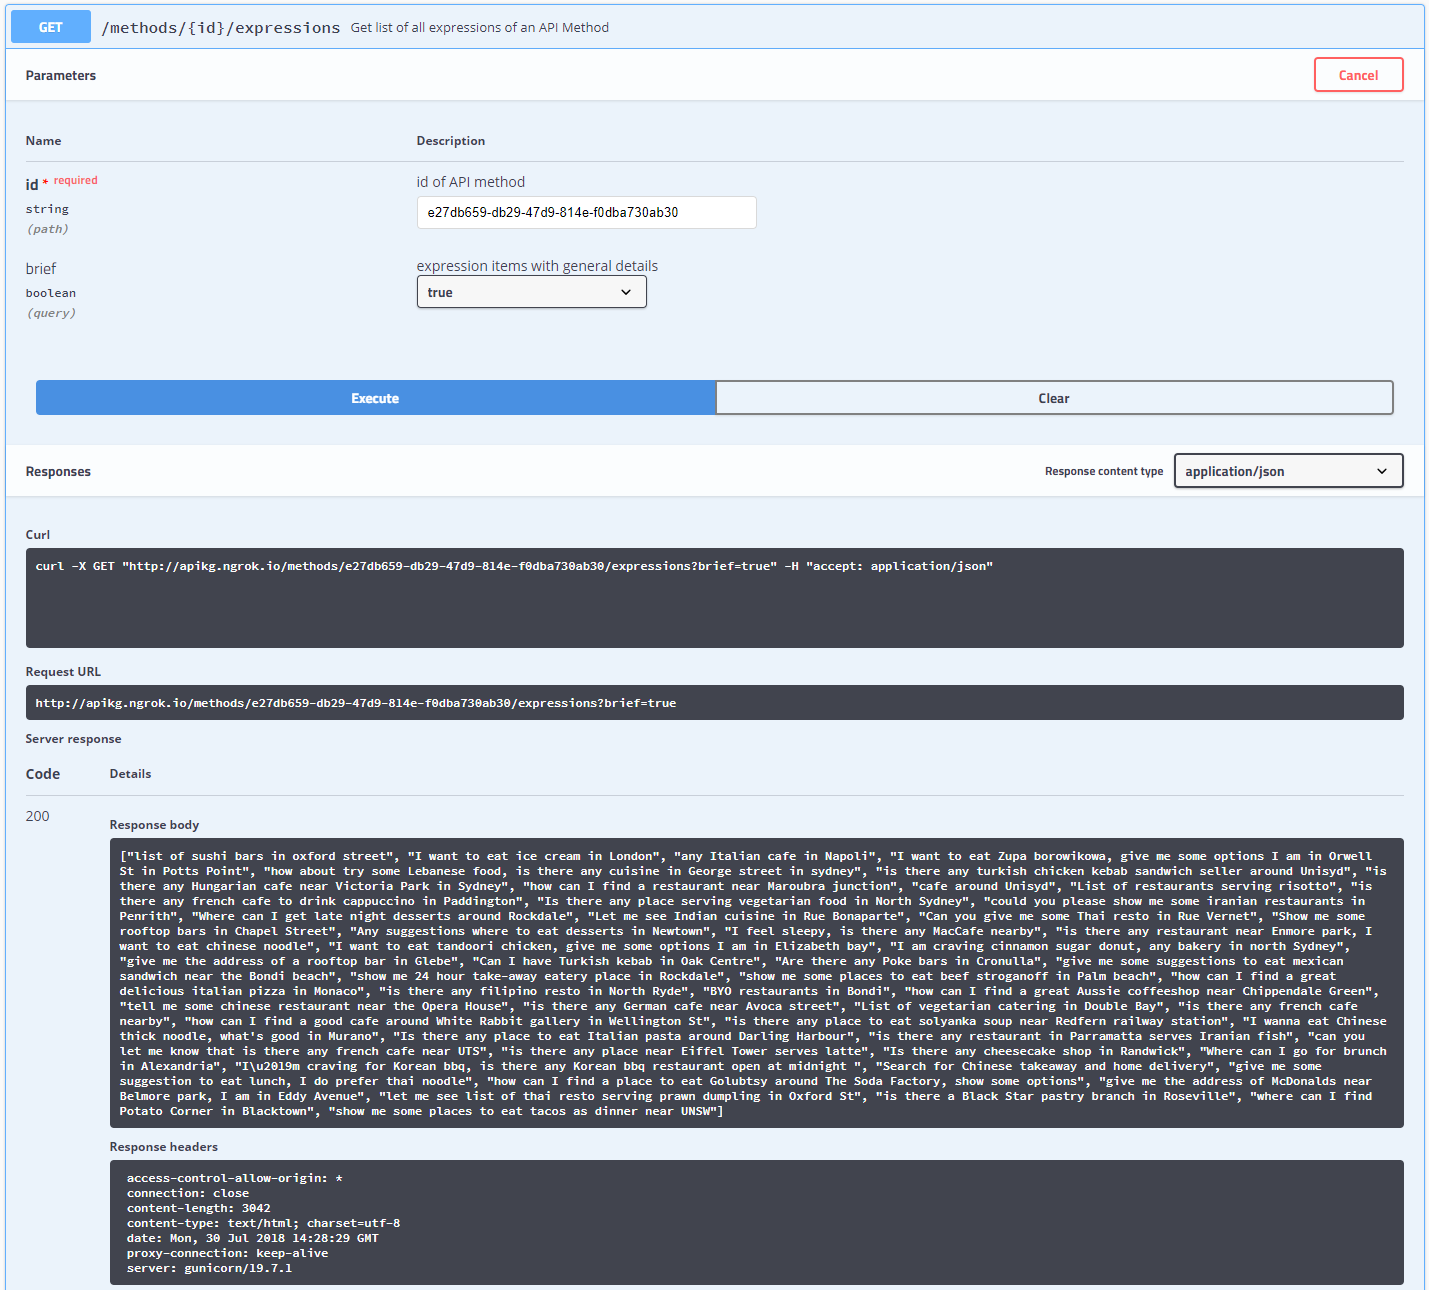 GET /methods/{id}/expressions Get list of all expressions of an API Method
Parameters Cancel
Name Description
id * required id of API method
string e27db659-db29-47d9-814e-f0dba730ab30
(path)
brief expression items with general details
boolean true
(query)
Execute Clear
Responses Response content type application/json
Curl
curl -X GET "http://apikg.ngrok.io/methods/e27db659-db29-47d9-814e-f0dba730ab30/expressions?brief=true" -H "accept: application/json"
Request URL
http://apikg.ngrok.io/methods/e27db659-db29-47d9-814e-f0dba730ab30/expressions?brief=true
Server response
Code Details
200
Response body
["list of sushi bars in oxford street", "I want to eat ice cream in London", "any Italian cafe in Napoli", "I want to eat Zupa borowikowa, give me some options I am in Orwell
St in Potts Point", "how about try some Lebanese food, is there any cuisine in George street in sydney", "is there any turkish chicken kebab sandwich seller around Unisyd", "is
there any Hungarian cafe near Victoria Park in Sydney", "how can I find a restaurant near Maroubra junction", "cafe around Unisyd", "List of restaurants serving risotto", "is
there any french cafe to drink cappuccino in Paddington", "Is there any place serving vegetarian food in North Sydney", "could you please show me some iranian restaurants in
Penrith", "Where can I get late night desserts around Rockdale", "Let me see Indian cuisine in Rue Bonaparte", "Can you give me some Thai resto in Rue Vernet", "Show me some
rooftop bars in Chapel Street", "Any suggestions where to eat desserts in Newtown", "I feel sleepy, is there any MacCafe nearby", "is there any restaurant near Enmore park, I
want to eat chinese noodle", "I want to eat tandoori chicken, give me some options I am in Elizabeth bay", "I am craving cinnamon sugar donut, any bakery in north Sydney",
"give me the address of a rooftop bar in Glebe", "Can I have Turkish kebab in Oak Centre", "Are there any Poke bars in Cronulla", "give me some suggestions to eat mexican
sandwich near the Bondi beach", "show me 24 hour take-away eatery place in Rockdale", "show me some places to eat beef stroganoff in Palm beach", "how can I find a great
delicious italian pizza in Monaco", "is there any filipino resto in North Ryde", "BYO restaurants in Bondi", "how can I find a great Aussie coffeeshop near Chippendale Green",
"tell me some chinese restaurant near the Opera House", "is there any German cafe near Avoca street", "List of vegetarian catering in Double Bay", "is there any french cafe
nearby", "how can I find a good cafe around White Rabbit gallery in Wellington St", "is there any place to eat solyanka soup near Redfern railway station", "I wanna eat Chinese
thick noodle, what's good in Murano", "Is there any place to eat Italian pasta around Darling Harbour", "is there any restaurant in Parramatta serves Iranian fish", "can you
let me know that is there any french cafe near UTS", "is there any place near Eiffel Tower serves latte", "Is there any cheesecake shop in Randwick", "Where can I go for brunch
in Alexandria", "I\u2019m craving for Korean bbq, is there any Korean bbq restaurant open at midnight ", "Search for Chinese takeaway and home delivery", "give me some
suggestion to eat lunch, I do prefer thai noodle", "how can I find a place to eat Golubtsy around The Soda Factory, show some options", "give me the address of McDonalds near
Belmore park, I am in Eddy Avenue", "let me see list of thai resto serving prawn dumpling in Oxford St", "is there a Black Star pastry branch in Roseville", "where can I find
Potato Corner in Blacktown", "show me some places to eat tacos as dinner near UNSW"]
Response headers
access-control-allow-origin: *
connection: close
content-length: 3042
content-type: text/html; charset=utf-8
date: Mon, 30 Jul 2018 14:28:29 GMT
proxy-connection: keep-alive
server: gunicorn/19.7.1